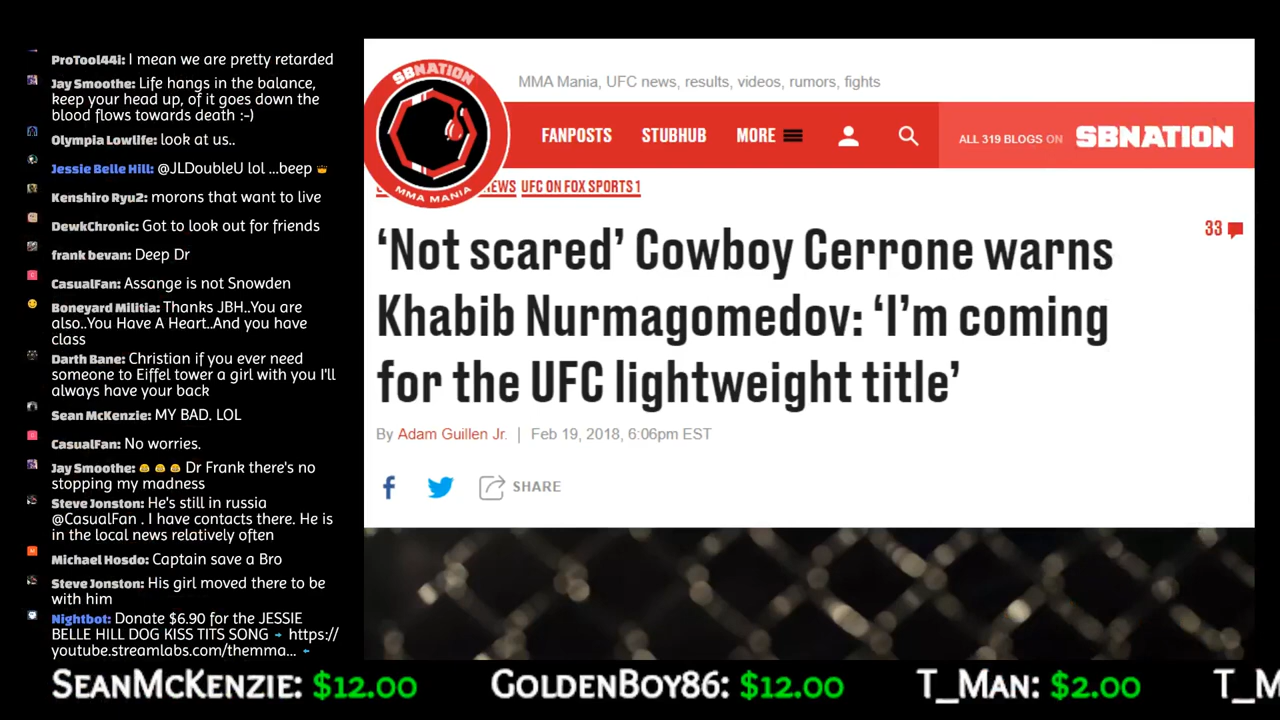 ProTool44i: I mean we are pretty retarded
Jay Smoothe: Life hangs in the balance,
keep your head up, of it goes down the
blood flows towards death :-)
Olympia Lowlife: look at us..
Jessie Belle Hill: @JLDoubleU lol ...beep
Kenshiro Ryu2: morons that want to live
DewkChronic: Got to look out for friends
frank bevan: Deep Dr
CasualFan: Assange is not Snowden
Boneyard Militia: Thanks JBH..You are
also..You Have A Heart..And you have
class
Darth Bane: Christian if you ever need
someone to Eiffel tower a girl with you I'll
always have your back
Sean McKenzie: MY BAD. LOL
CasualFan: No worries.
Jay Smoothe: Dr Frank there's no
stopping my madness
Steve Jonston: He's still in russia
@CasualFan . I have contacts there. He is
in the local news relatively often
Michael Hosdo: Captain save a Bro
Steve Jonston: His girl moved there to be
with him
Nightbot: Donate $6.90 for the JESSIE
BELLE HILL DOG KISS TITS SONG https://
youtube.streamlabs.com/themma...
SBNATION
MMA MANIA
MMA Mania, UFC news, results, videos, rumors, fights
FANPOSTS STUBHUB MORE ALL 319 BLOGS ON SBNATION
EWS UFC ON FOX SPORTS 1
33
‘Not scared’ Cowboy Cerrone warns
Khabib Nurmagomedov: ‘I’m coming
for the UFC lightweight title’
By Adam Guillen Jr. | Feb 19, 2018, 6:06pm EST
SHARE
SEANMCKENZIE: $12.00 GOLDENBOY86: $12.00 T_MAN: $2.00 T_M